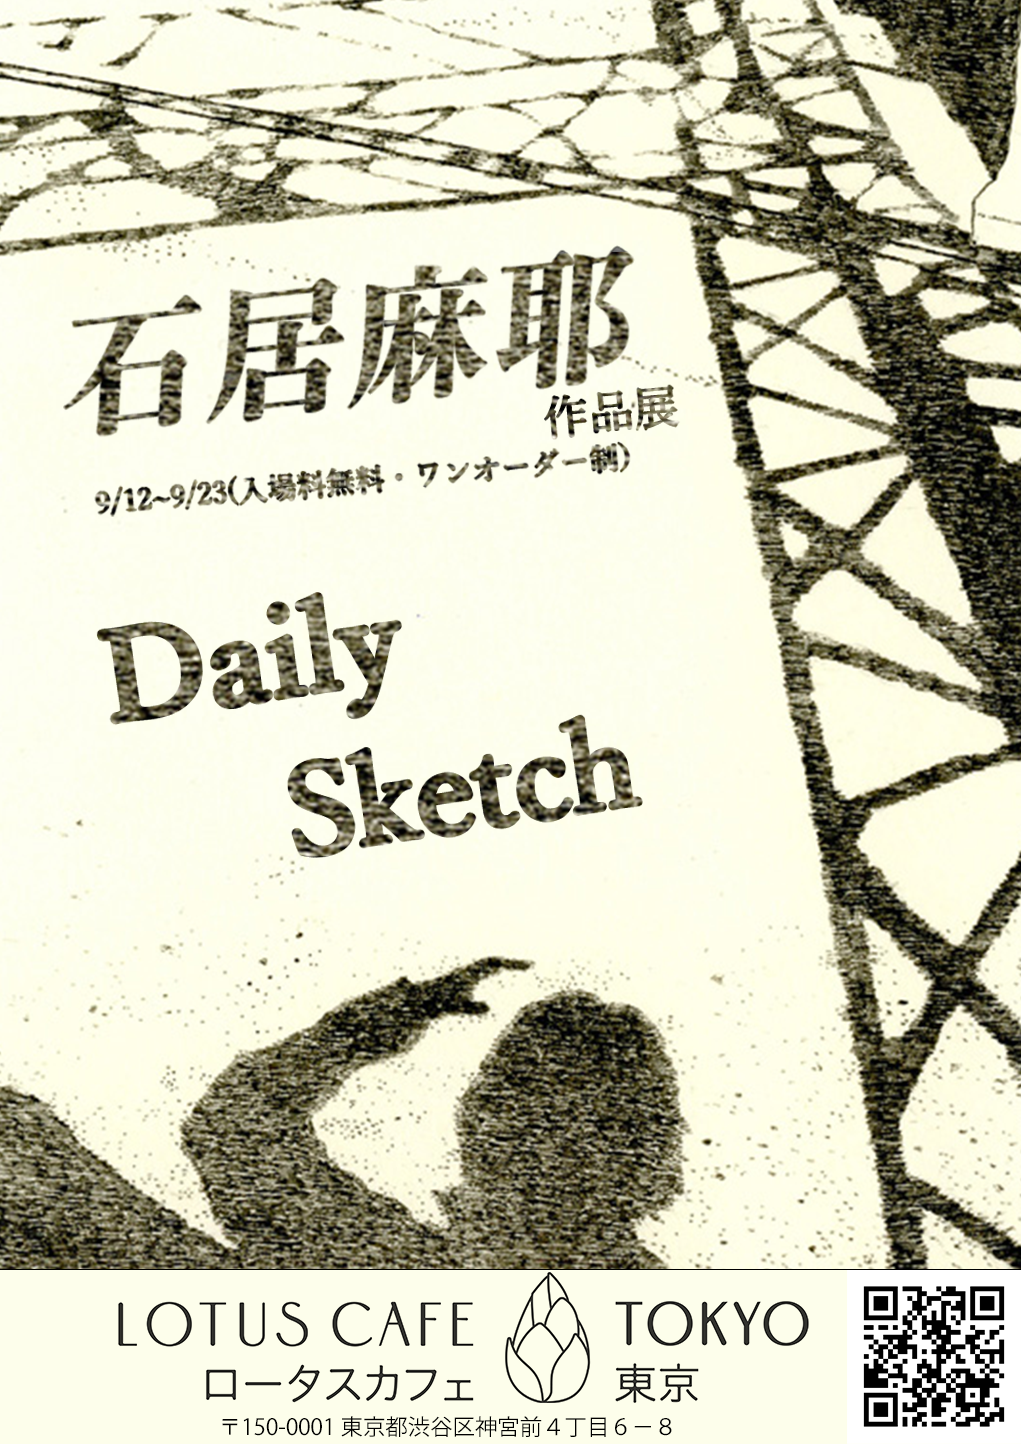 石居麻耶
作品展
9/12~9/23(入場料無料・ワンオーダー制)
Daily
Sketch
LOTUS CAFE TOKYO
ロータスカフェ 東京
〒150-0001 東京都渋谷区神宮前４丁目６－８